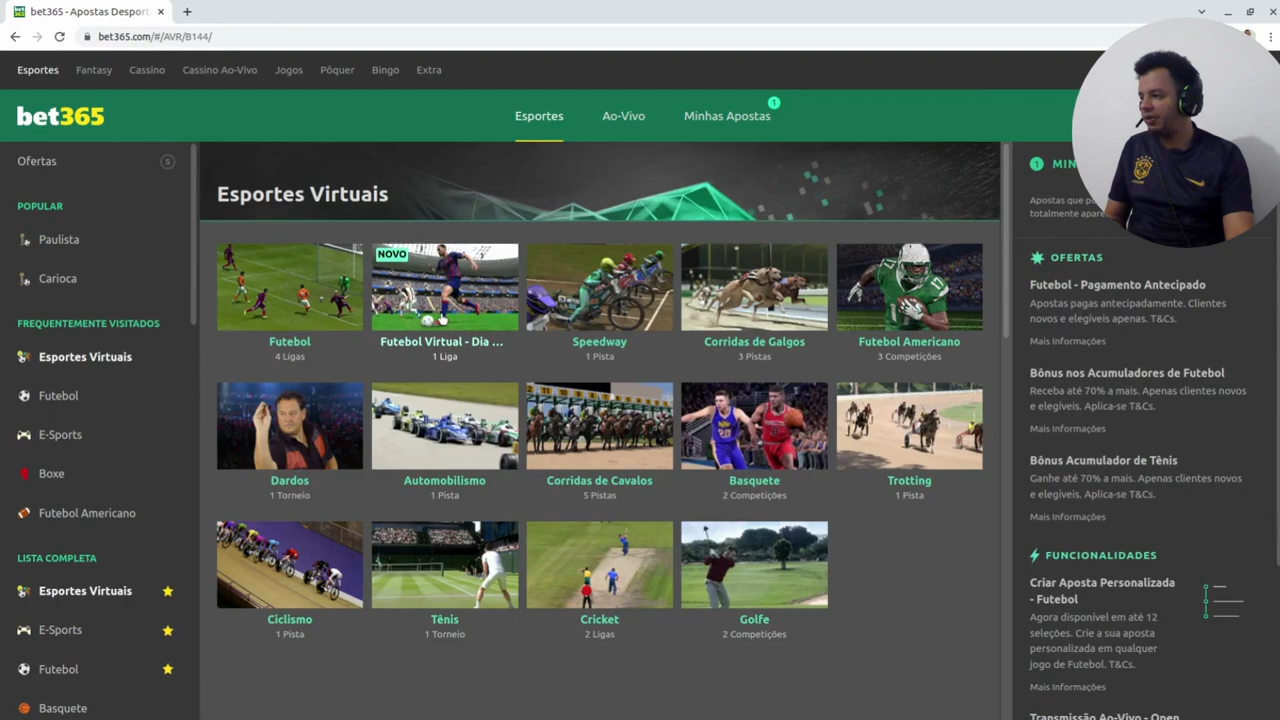 bet365 - Apostas Desport
bet365.com/#/AVR/B144/
Esportes Fantasy Cassino Cassino Ao-Vivo Jogos Pôquer Bingo Extra
bet365
Esportes Ao-Vivo Minhas Apostas 1
Ofertas 5
POPULAR
Paulista
Carioca
FREQUENTEMENTE VISITADOS
Esportes Virtuais
Futebol
E-Sports
Boxe
Futebol Americano
LISTA COMPLETA
Esportes Virtuais
E-Sports
Futebol
Basquete
Esportes Virtuais
NOVO
Futebol
4 Ligas
Futebol Virtual - Dia ...
1 Liga
Speedway
1 Pista
Corridas de Galgos
3 Pistas
Futebol Americano
3 Competições
Dardos
1 Torneio
Automobilismo
1 Pista
Corridas de Cavalos
5 Pistas
Basquete
2 Competições
Trotting
1 Pista
Ciclismo
1 Pista
Tênis
1 Torneio
Cricket
2 Ligas
Golfe
2 Competições
1 MIN
Apostas que po
totalmente apare
OFERTAS
Futebol - Pagamento Antecipado
Apostas pagas antecipadamente. Clientes
novos e elegíveis apenas. T&Cs.
Mais Informações
Bônus nos Acumuladores de Futebol
Receba até 70% a mais. Apenas clientes novos
e elegíveis. Aplica-se T&Cs.
Mais Informações
Bônus Acumulador de Tênis
Ganhe até 70% a mais. Apenas clientes novos
e elegíveis. Aplica-se T&Cs.
Mais Informações
FUNCIONALIDADES
Criar Aposta Personalizada
- Futebol
Agora disponível em até 12
seleções. Crie a sua aposta
personalizada em qualquer
jogo de Futebol. T&Cs.
Mais Informações
Transmissão Ao-Vivo - Open